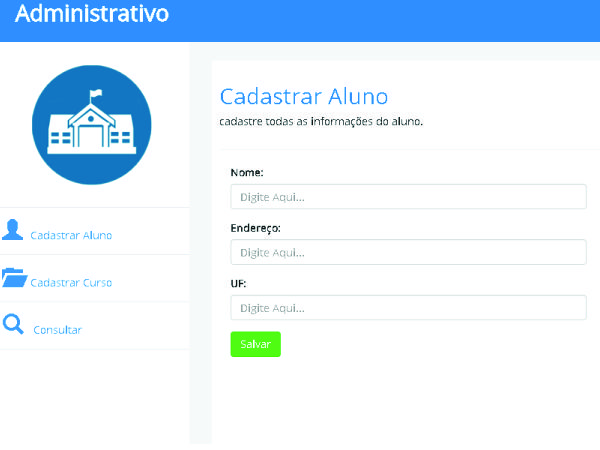 Administrativo
Cadastrar Aluno
Cadastrar Curso
Consultar
Cadastrar Aluno
cadastre todas as informações do aluno.
Nome:
Digite Aqui...
Endereço:
Digite Aqui...
UF:
Digite Aqui...
Salvar